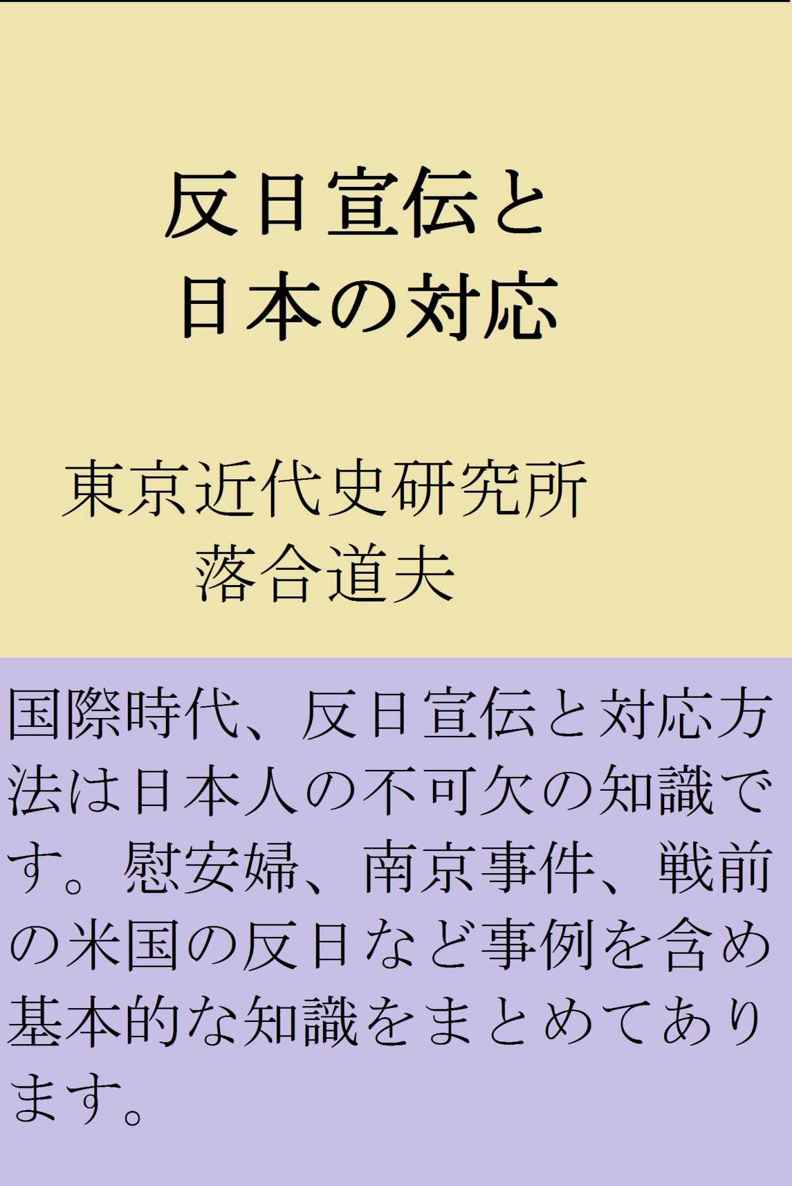 反日宣伝と
日本の対応
東京近代史研究所
落合道夫
国際時代、反日宣伝と対応方
法は日本人の不可欠の知識で
す。慰安婦、南京事件、戦前
の米国の反日など事例を含め
基本的な知識をまとめてあり
ます。